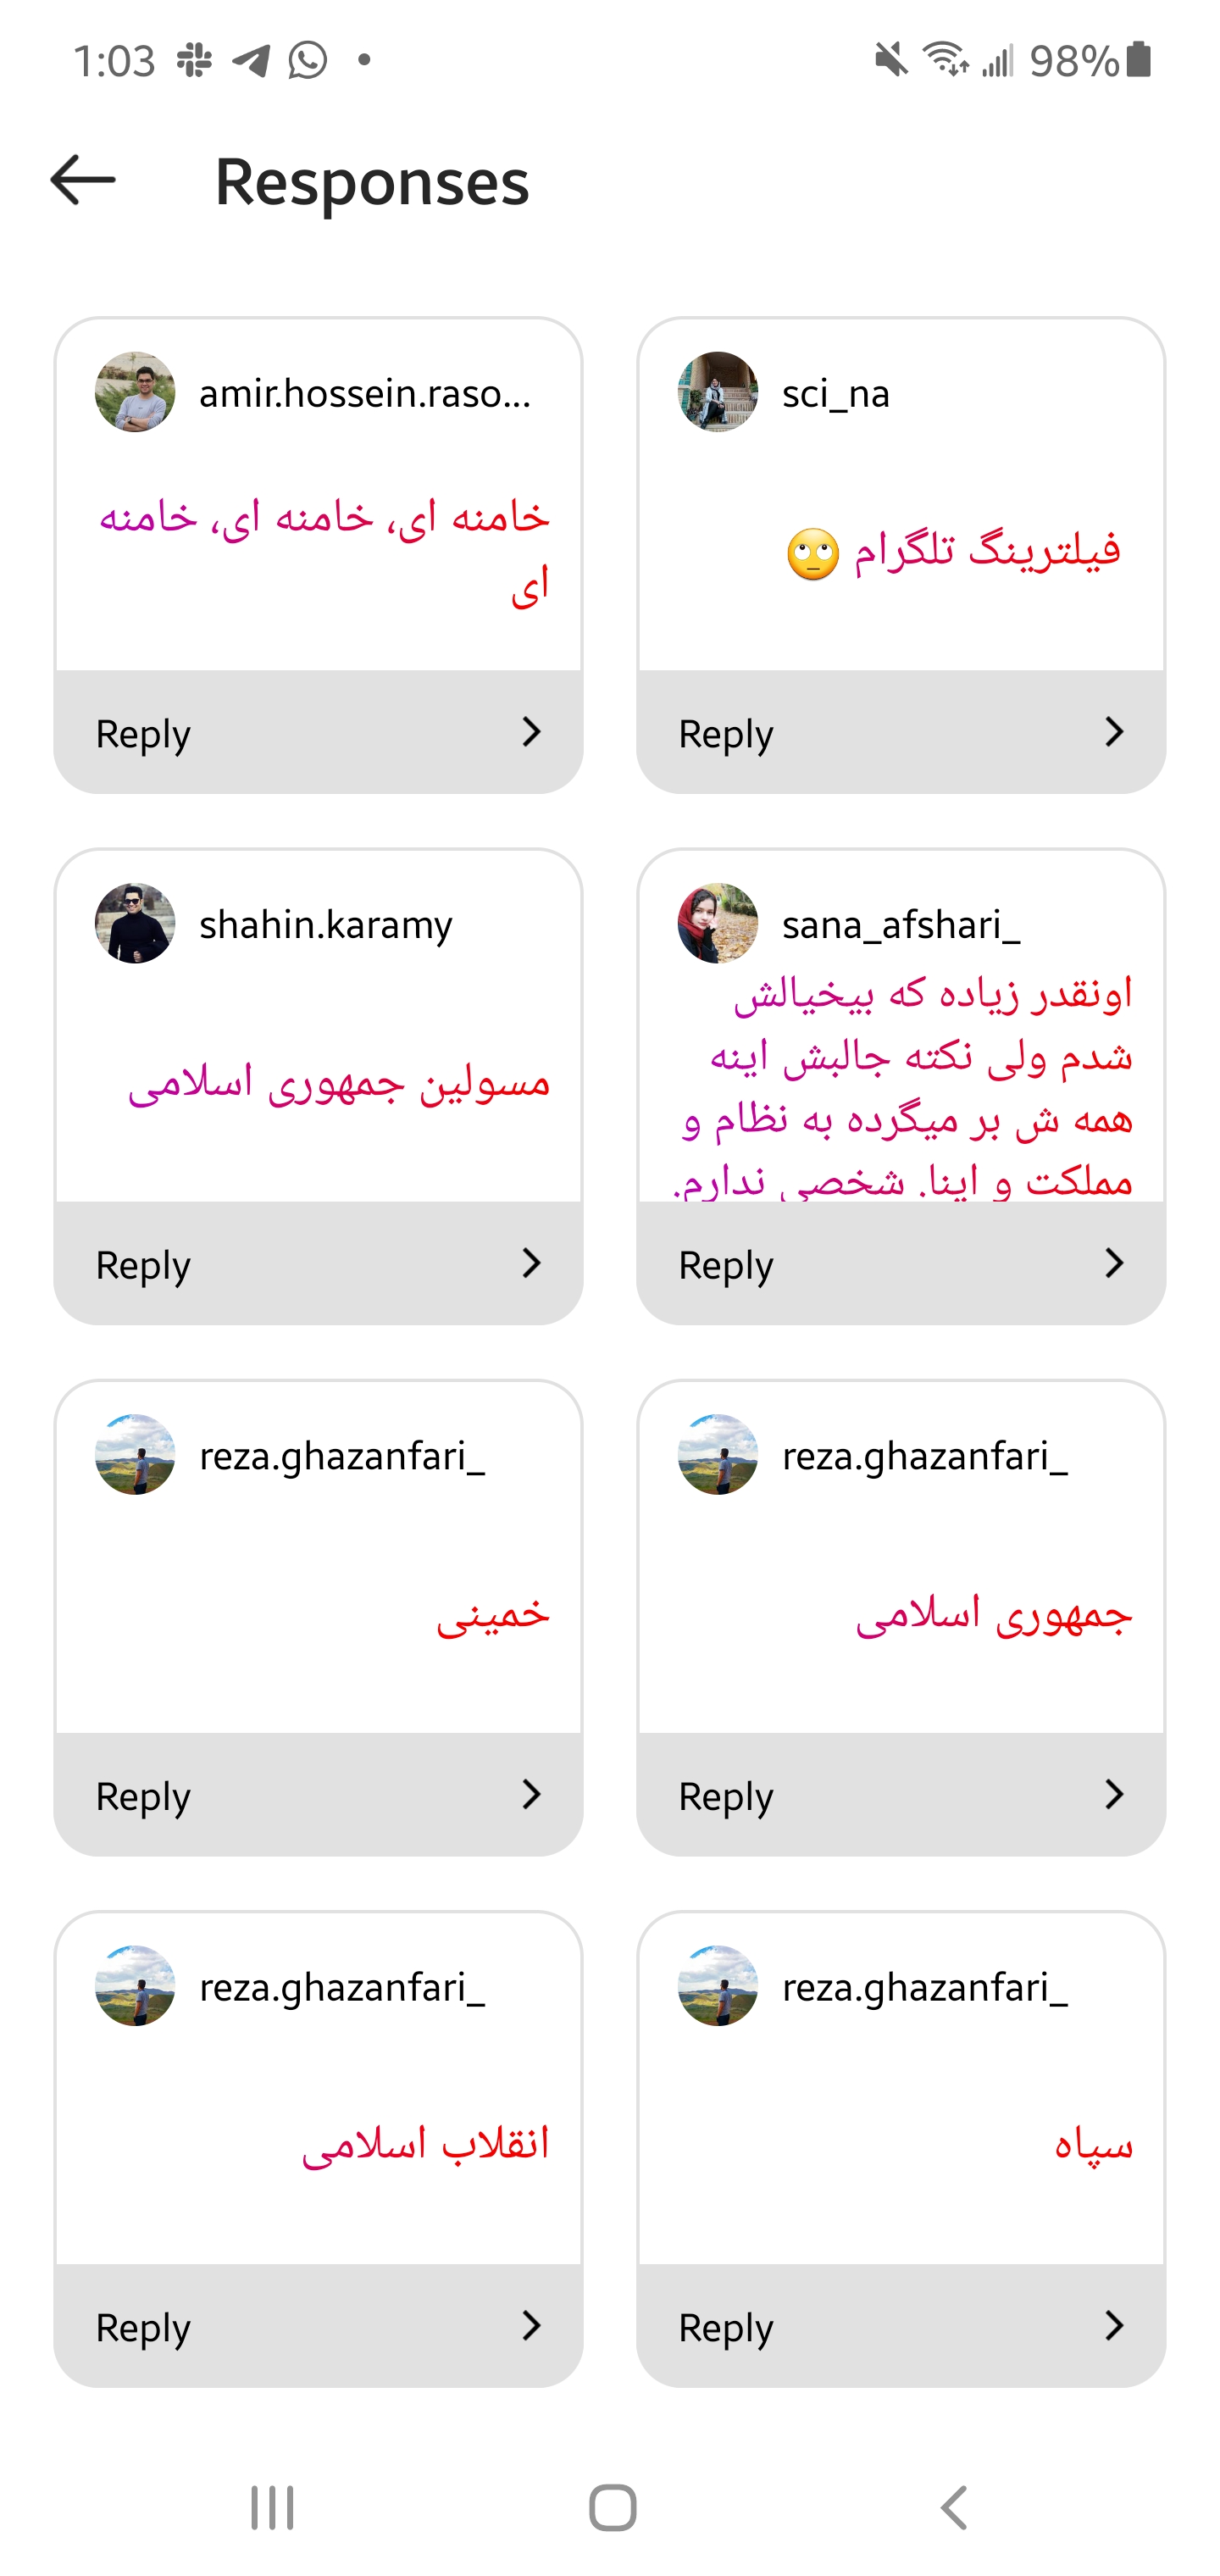 1:03
98%
Responses
amir.hossein.raso...
خامنه ای، خامنه ای، خامنه
ای
Reply
sci_na
فیلترینگ تلگرام 🙄
Reply
shahin.karamy
مسولین جمهوری اسلامی
Reply
sana_afshari_
اونقدر زیاده که بیخیالش
شدم ولی نکته جالبش اینه
همه ش بر میگرده به نظام و
مملکت و اینا. شخصی ندارم.
Reply
reza.ghazanfari_
خمینی
Reply
reza.ghazanfari_
جمهوری اسلامی
Reply
reza.ghazanfari_
انقلاب اسلامی
Reply
reza.ghazanfari_
سپاه
Reply